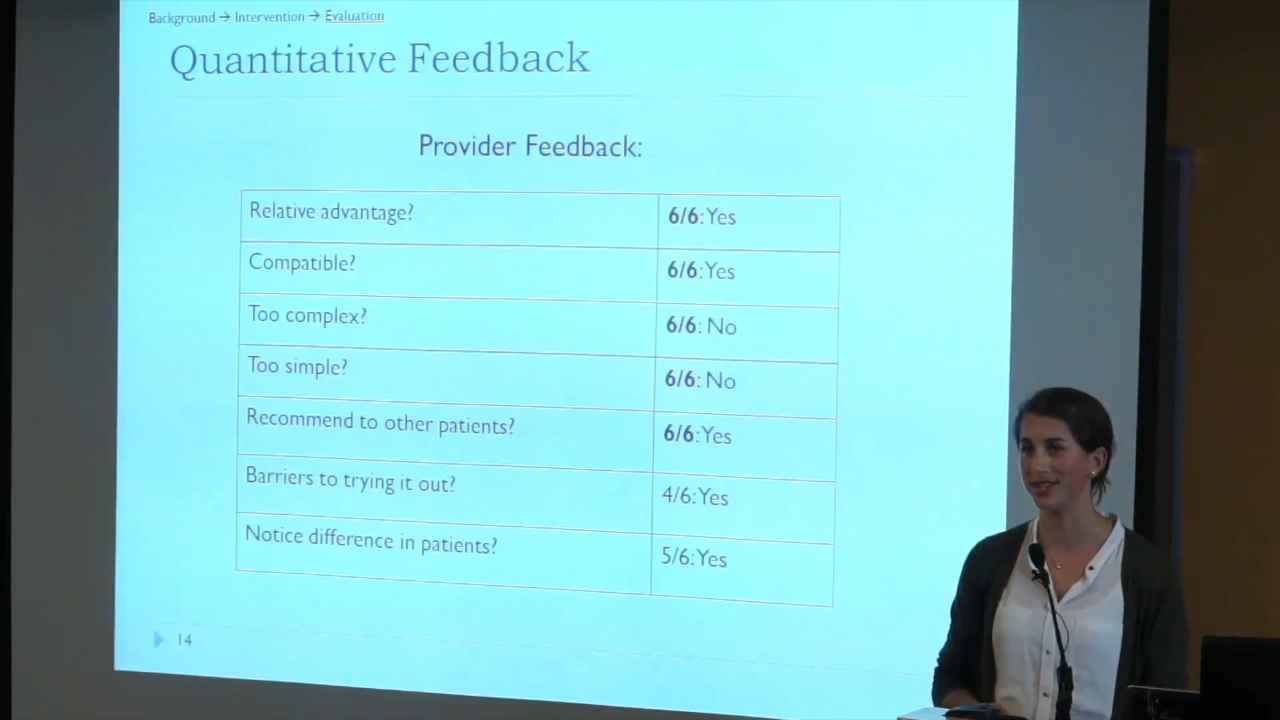 Background → Intervention → Evaluation
Quantitative Feedback
Provider Feedback:
Relative advantage? 6/6: Yes
Compatible? 6/6: Yes
Too complex? 6/6: No
Too simple? 6/6: No
Recommend to other patients? 6/6: Yes
Barriers to trying it out? 4/6: Yes
Notice difference in patients? 5/6: Yes
14